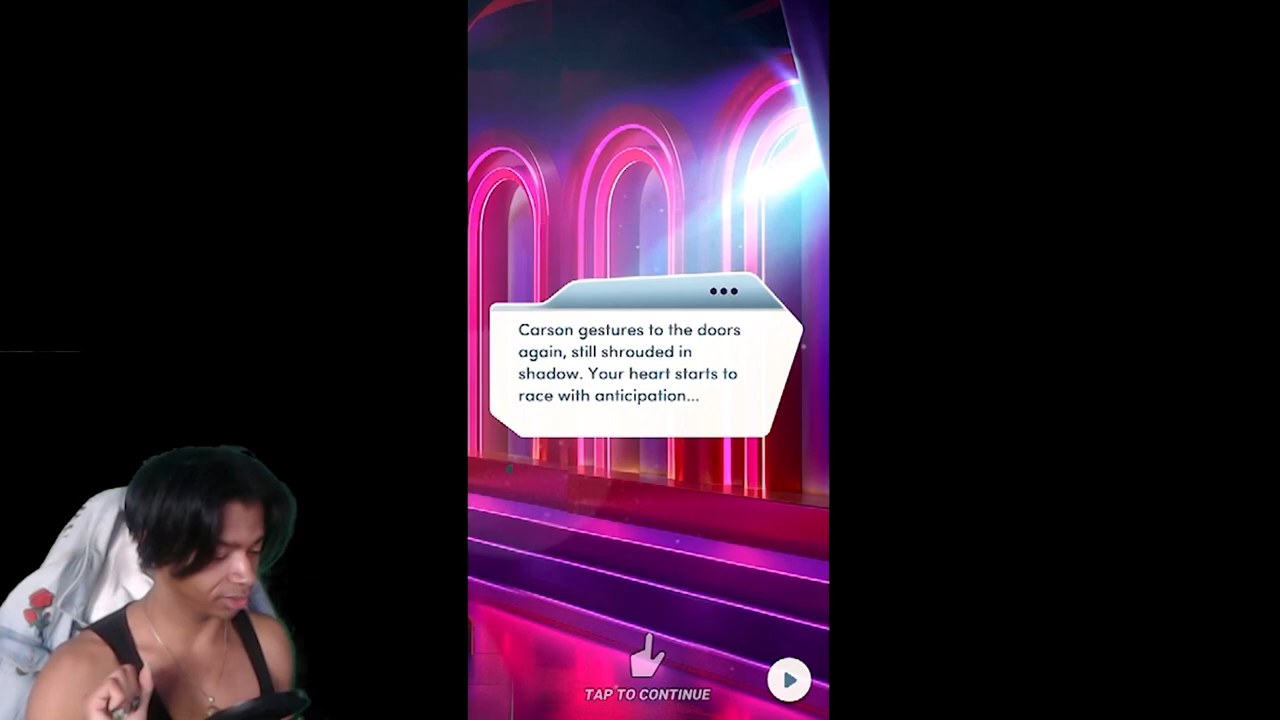 Carson gestures to the doors
again, still shrouded in
shadow. Your heart starts to
race with anticipation...
TAP TO CONTINUE